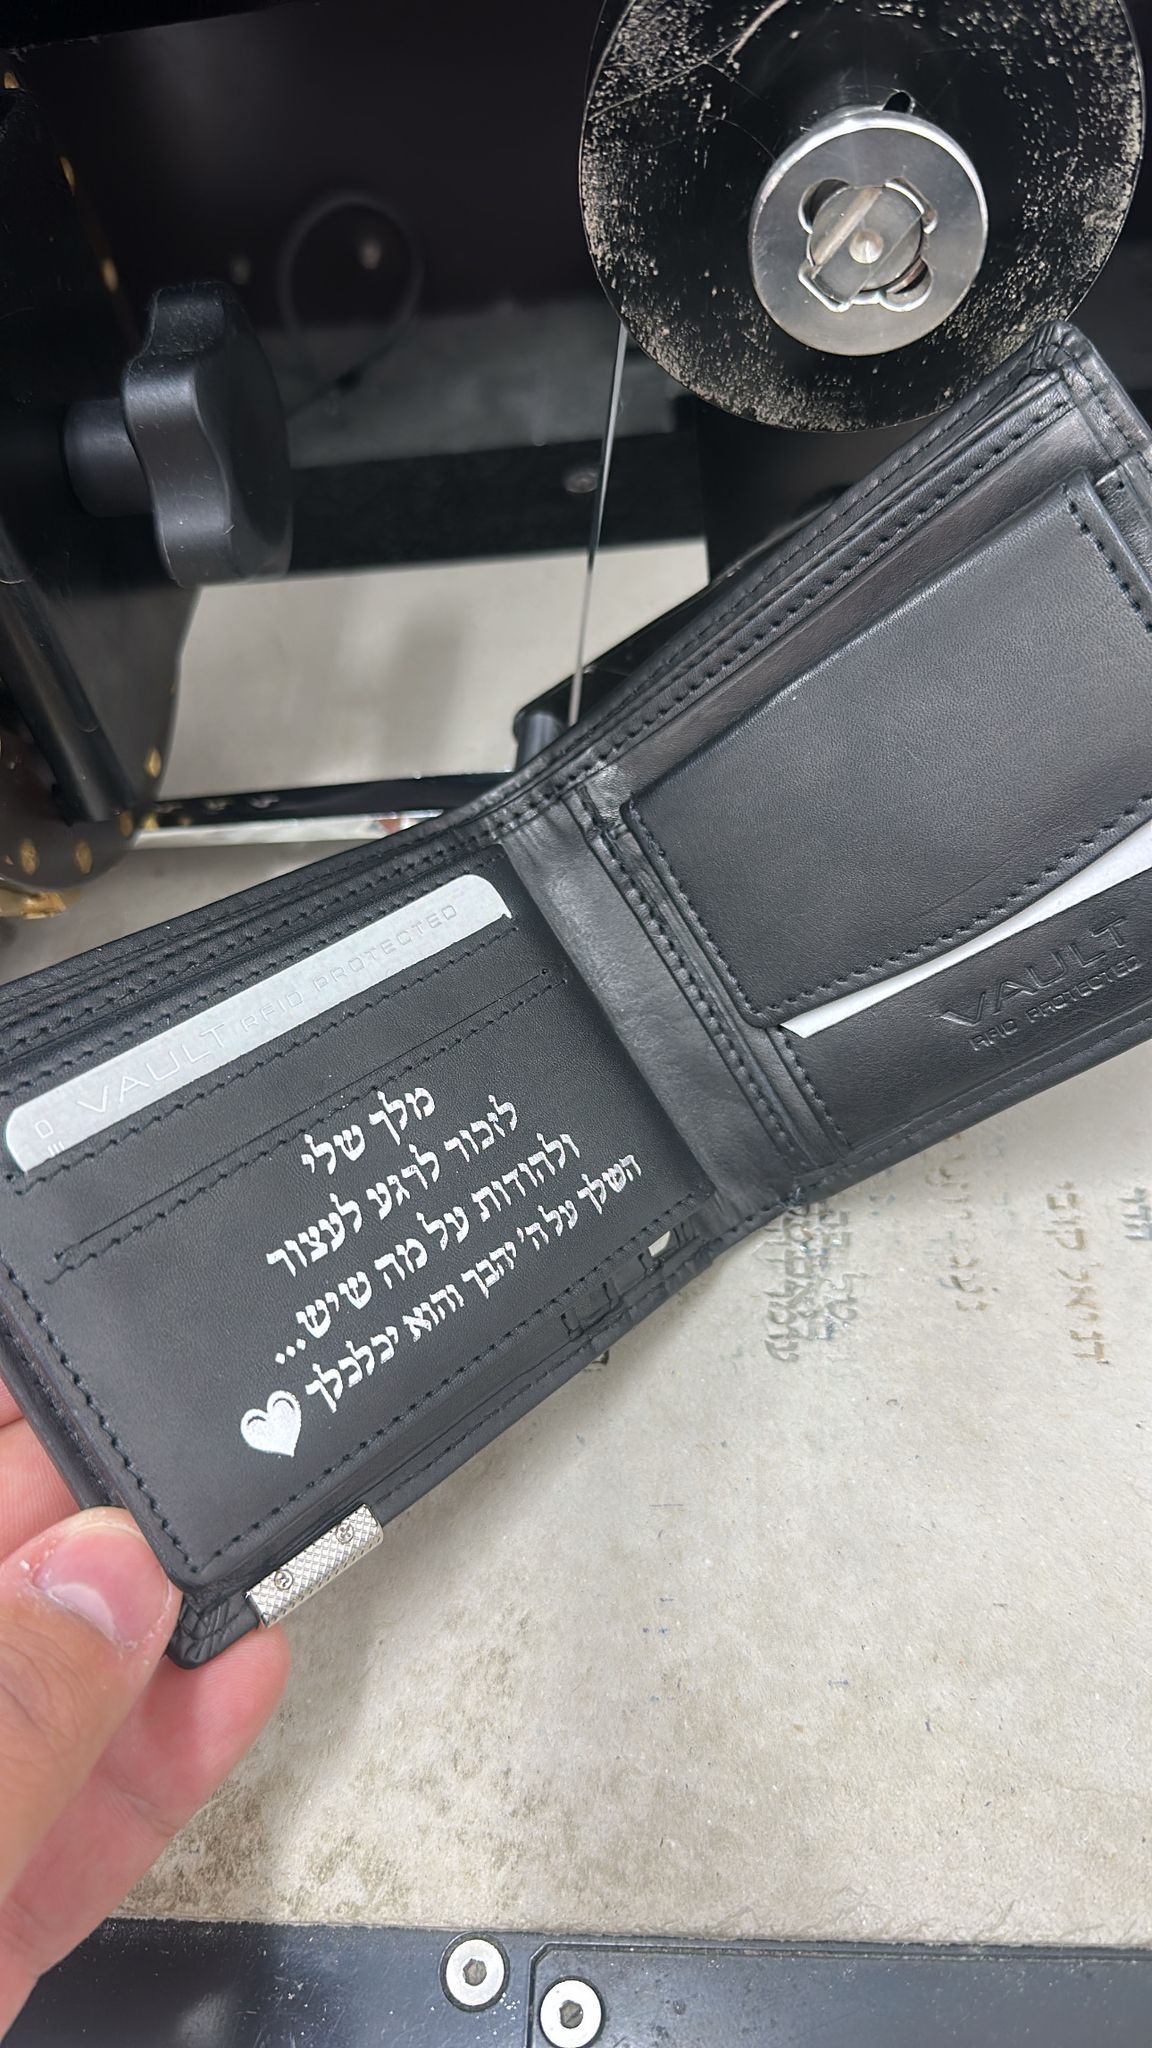 VAULT RFID PROTECTED
מלך שלי
לזכור לרגע לעצור
ולהודות על מה שיש...
השלך על ה' יהבך והוא יכלכלך
VAULT
RFID PROTECTED